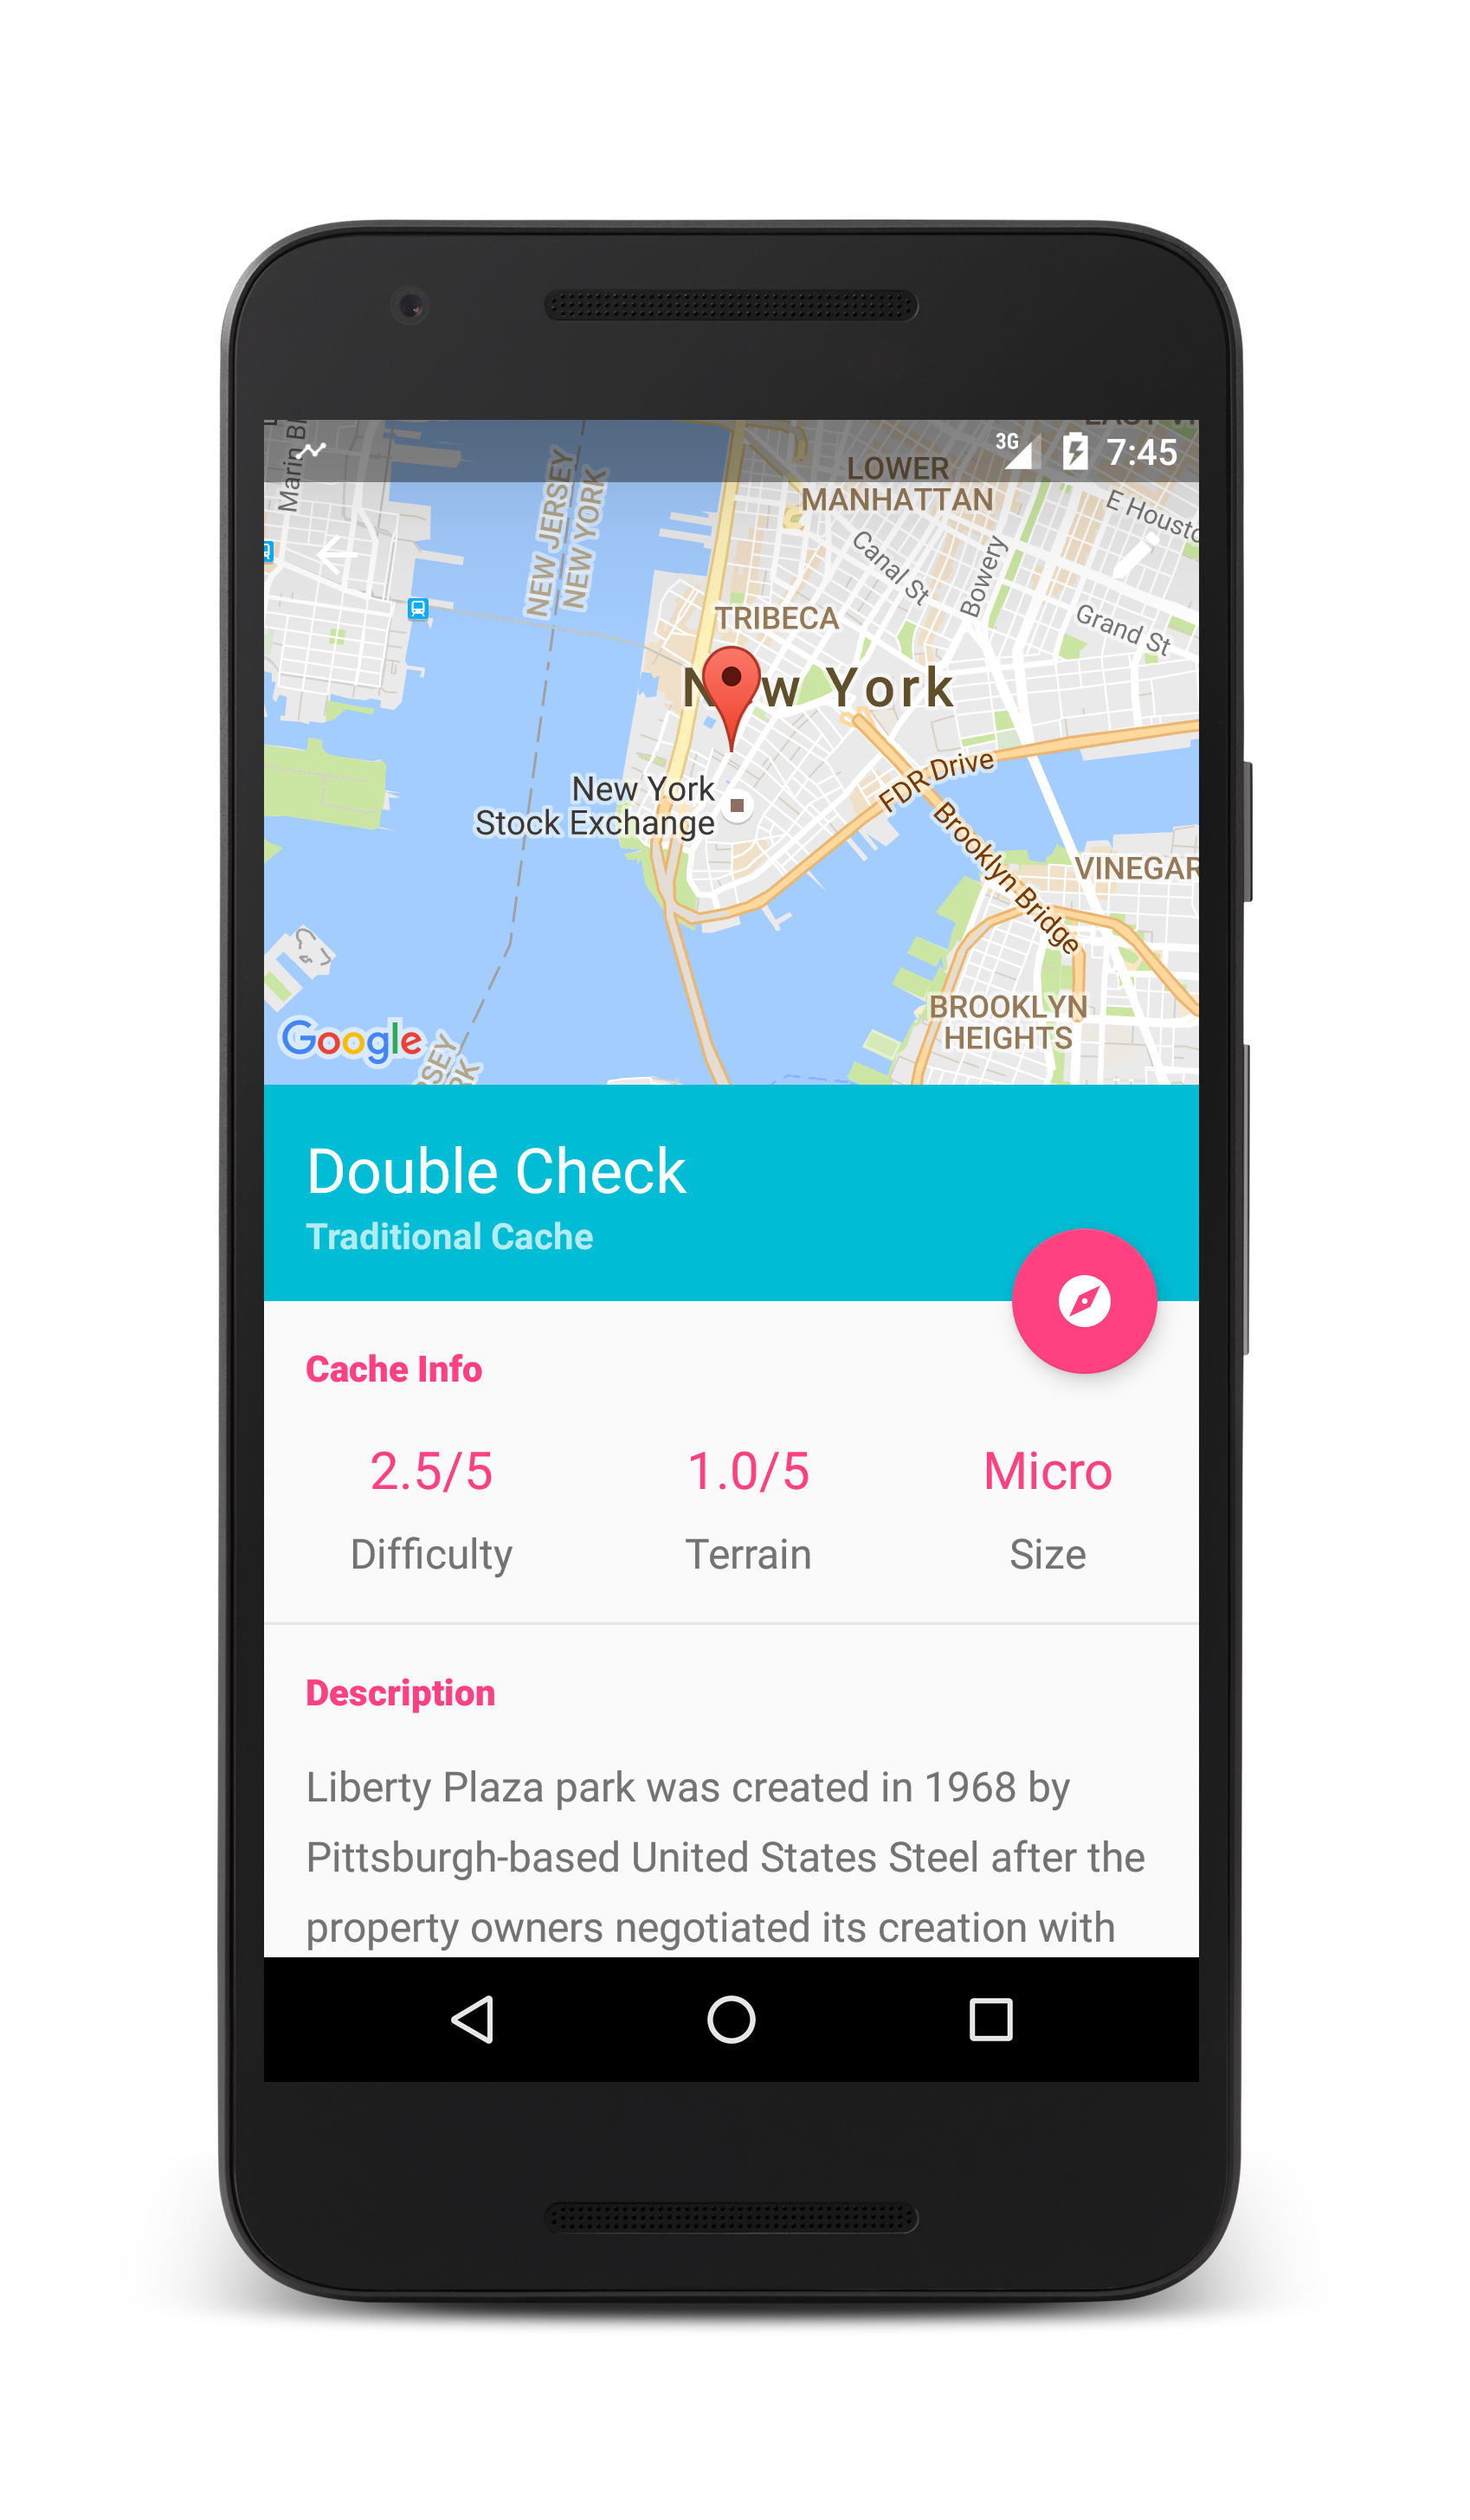 3G 7:45
Marin Bl
LOWER
MANHATTAN
E Housto
NEW JERSEY
NEW YORK
Canal St
Bowery
Grand St
TRIBECA
New York
New York
Stock Exchange
FDR Drive
Brooklyn Bridge
VINEGAR
BROOKLYN
HEIGHTS
Google
RSEY
RK
Double Check
Traditional Cache
Cache Info
2.5/5 1.0/5 Micro
Difficulty Terrain Size
Description
Liberty Plaza park was created in 1968 by
Pittsburgh-based United States Steel after the
property owners negotiated its creation with